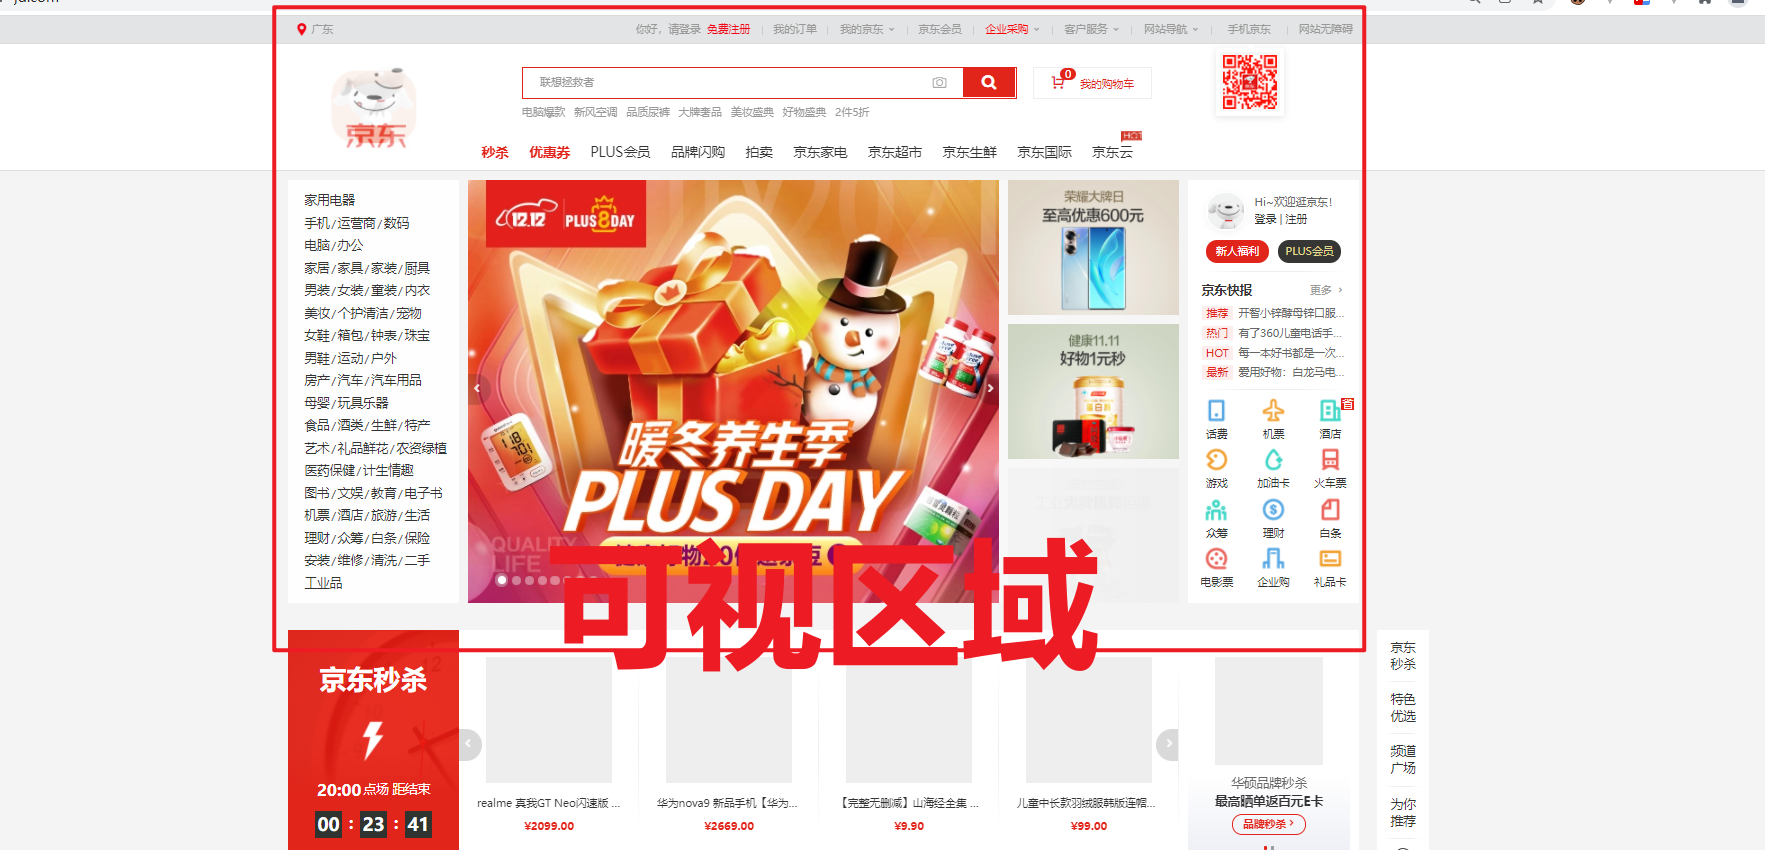 jd.com
广东
你好，请登录 免费注册 我的订单 我的京东 京东会员 企业采购 客户服务 网站导航 手机京东 网站无障碍
京东
联想拯救者
0
我的购物车
电脑爆款 新风空调 品质尿裤 大牌奢品 美妆盛典 好物盛典 2件5折
HOT
秒杀 优惠券 PLUS会员 品牌闪购 拍卖 京东家电 京东超市 京东生鲜 京东国际 京东云
家用电器
手机/运营商/数码
电脑/办公
家居/家具/家装/厨具
男装/女装/童装/内衣
美妆/个护清洁/宠物
女鞋/箱包/钟表/珠宝
男鞋/运动/户外
房产/汽车/汽车用品
母婴/玩具乐器
食品/酒类/生鲜/特产
艺术/礼品鲜花/农资绿植
医药保健/计生情趣
图书/文娱/教育/电子书
机票/酒店/旅游/生活
理财/众筹/白条/保险
安装/维修/清洗/二手
工业品
12.12 PLUS 8 DAY
暖冬养生季
PLUS DAY
QUALITY
LIFE
荣耀大牌日
至高优惠600元
健康11.11
好物1元秒
Hi~欢迎逛京东!
登录 | 注册
新人福利 PLUS会员
京东快报 更多
推荐 开智小锌酵母锌口服...
热门 有了360儿童电话手...
HOT 每一本好书都是一次...
最新 爱用好物：白龙马电...
话费 机票 酒店
游戏 加油卡 火车票
众筹 理财 白条
电影票 企业购 礼品卡
可视区域
京东秒杀
20:00 点场 距结束
00 : 23 : 41
realme 真我GT Neo闪速版 ...
¥2099.00
华为nova9 新品手机【华为...
¥2669.00
【完整无删减】山海经全集 ...
¥9.90
儿童中长款羽绒服韩版连帽...
¥99.00
华硕品牌秒杀
最高晒单返百元E卡
品牌秒杀
京东
秒杀
特色
优选
频道
广场
为你
推荐